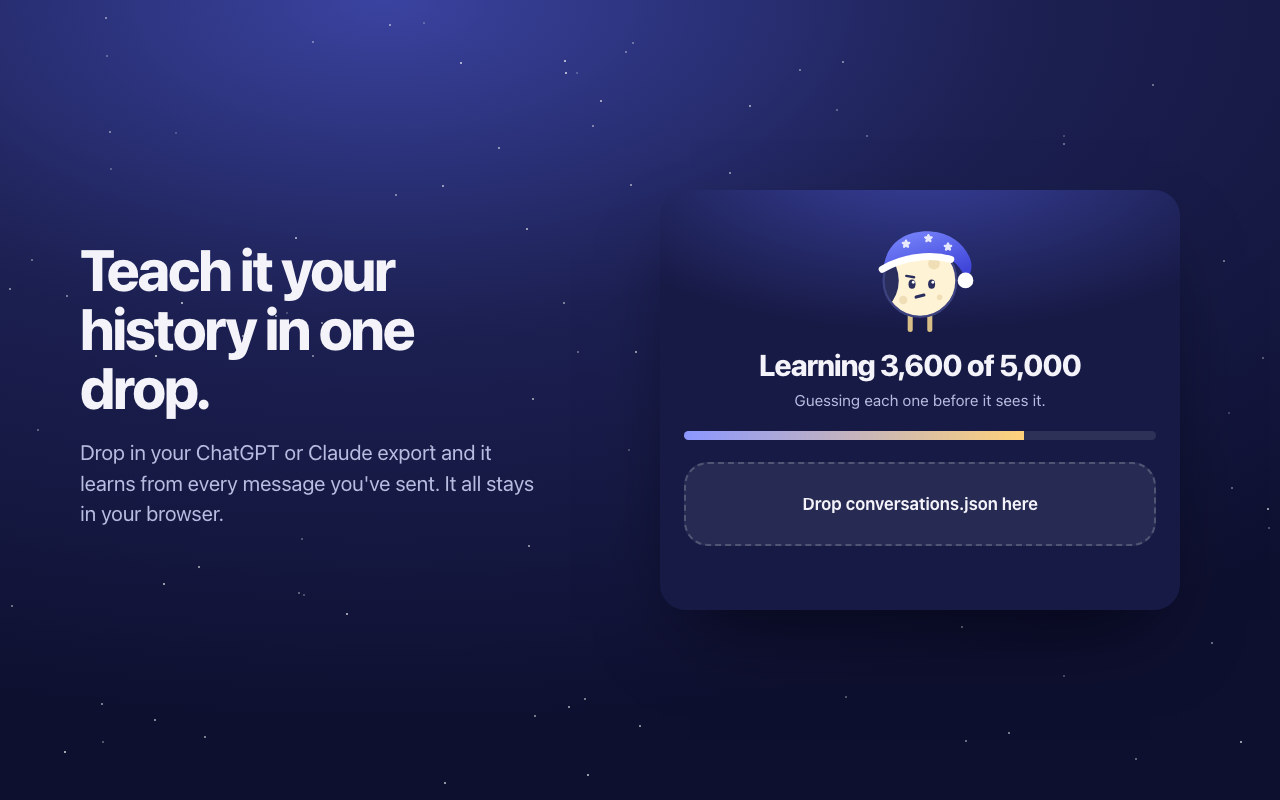 Teach it your
history in one
drop.
Drop in your ChatGPT or Claude export and it
learns from every message you've sent. It all stays
in your browser.
Learning 3,600 of 5,000
Guessing each one before it sees it.
Drop conversations.json here